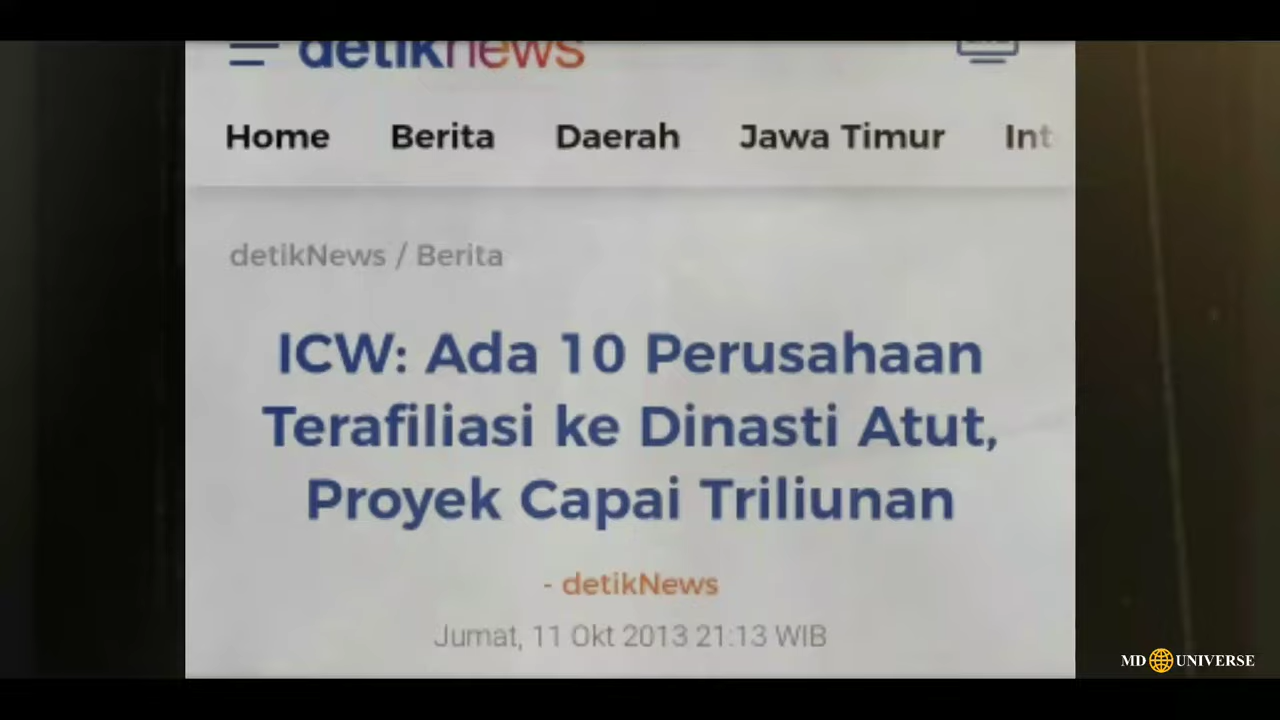 detiknews
Home Berita Daerah Jawa Timur Int
detikNews / Berita
ICW: Ada 10 Perusahaan
Terafiliasi ke Dinasti Atut,
Proyek Capai Triliunan
- detikNews
Jumat, 11 Okt 2013 21:13 WIB
MD UNIVERSE